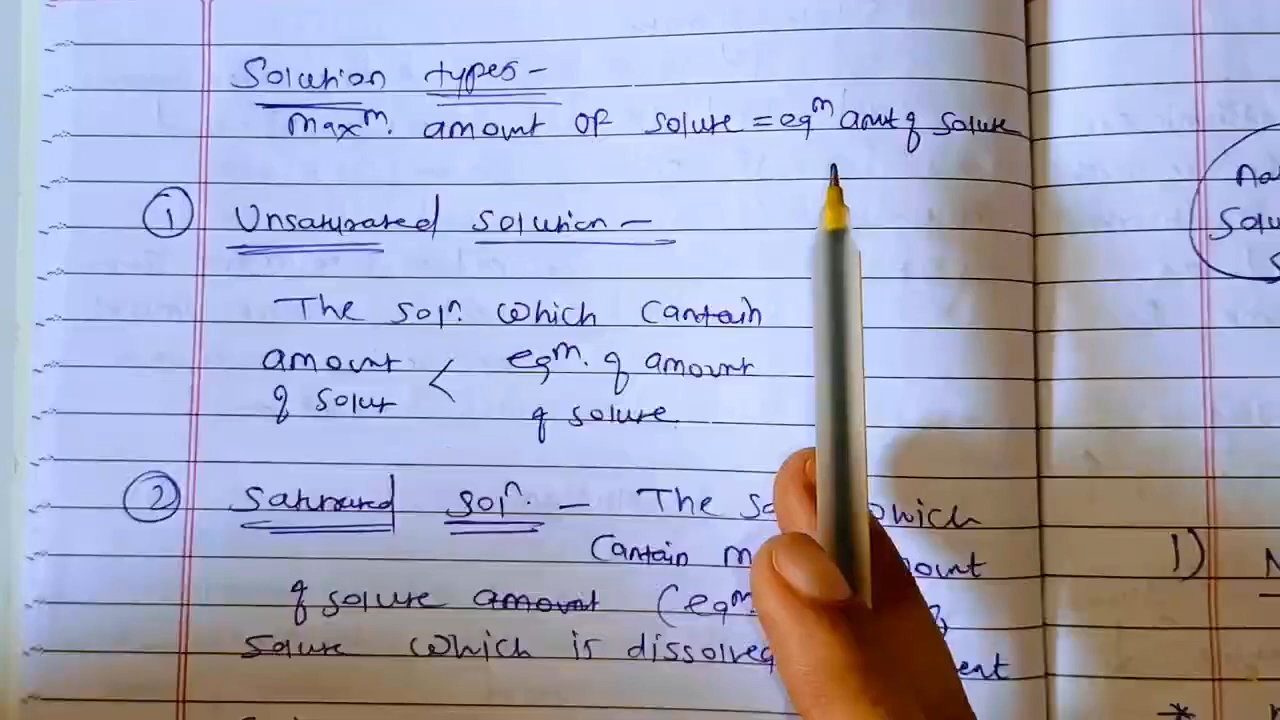 Solution types -
Maxᵐ. amount of solute = eqᵐ amt of solute
① Unsaturated solution -
The solⁿ. which contain
amount < eqᵐ. of amount
of solut of solute.
② Saturated solⁿ. - The which
Contain
of solute amount (eqᵐ.
Solute which is dissolved
1)
*